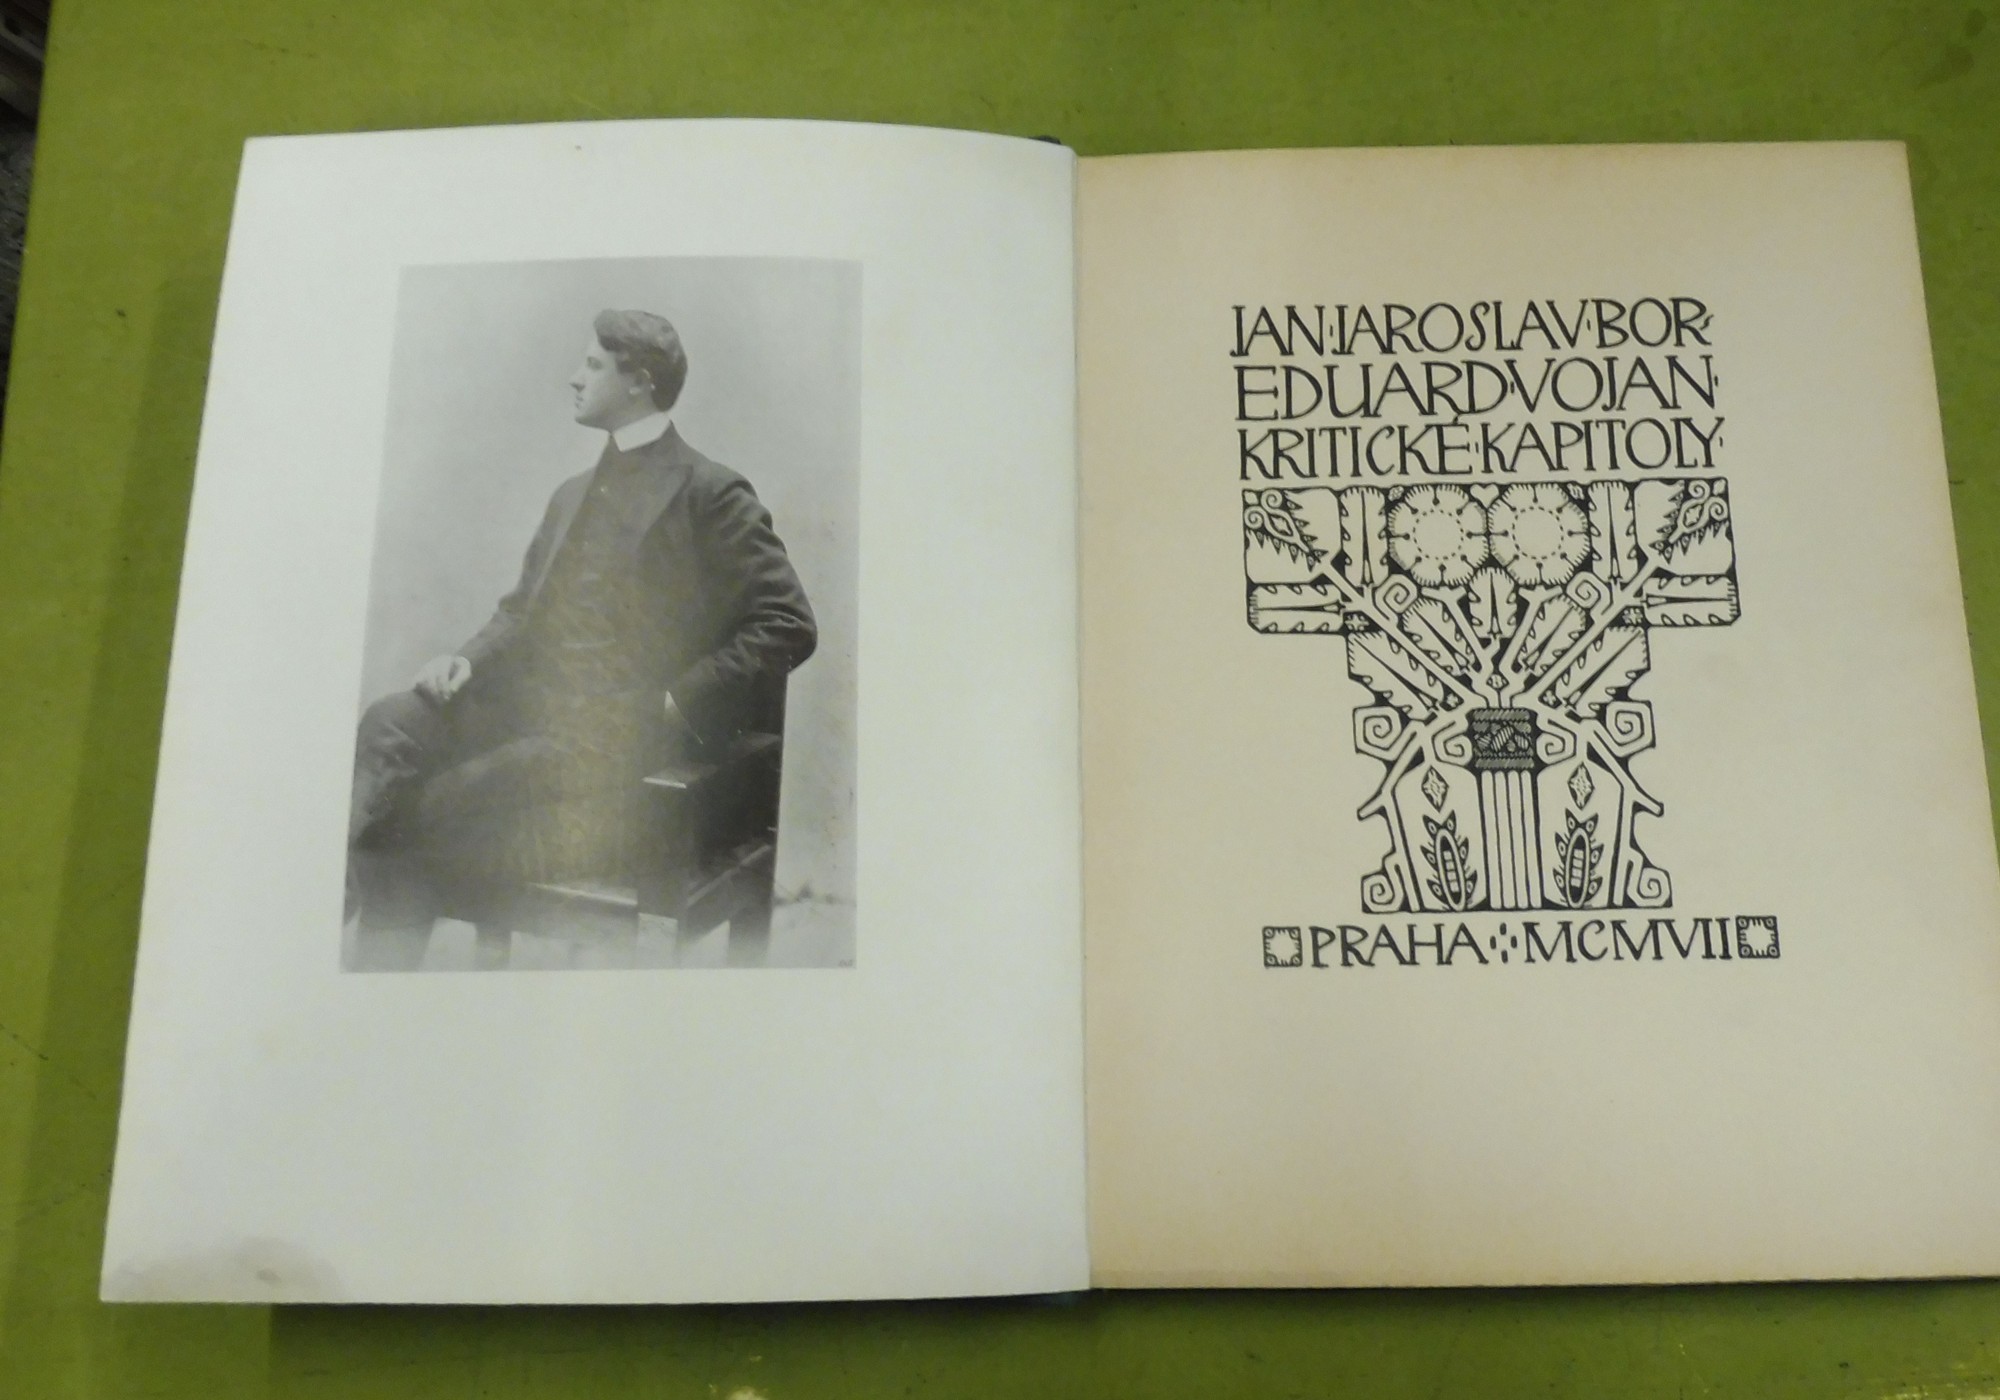 JAN·JAROSLAV·BOR·
EDUARD·VOJAN·
KRITICKÉ·KAPITOLY·
PRAHA MCMVII